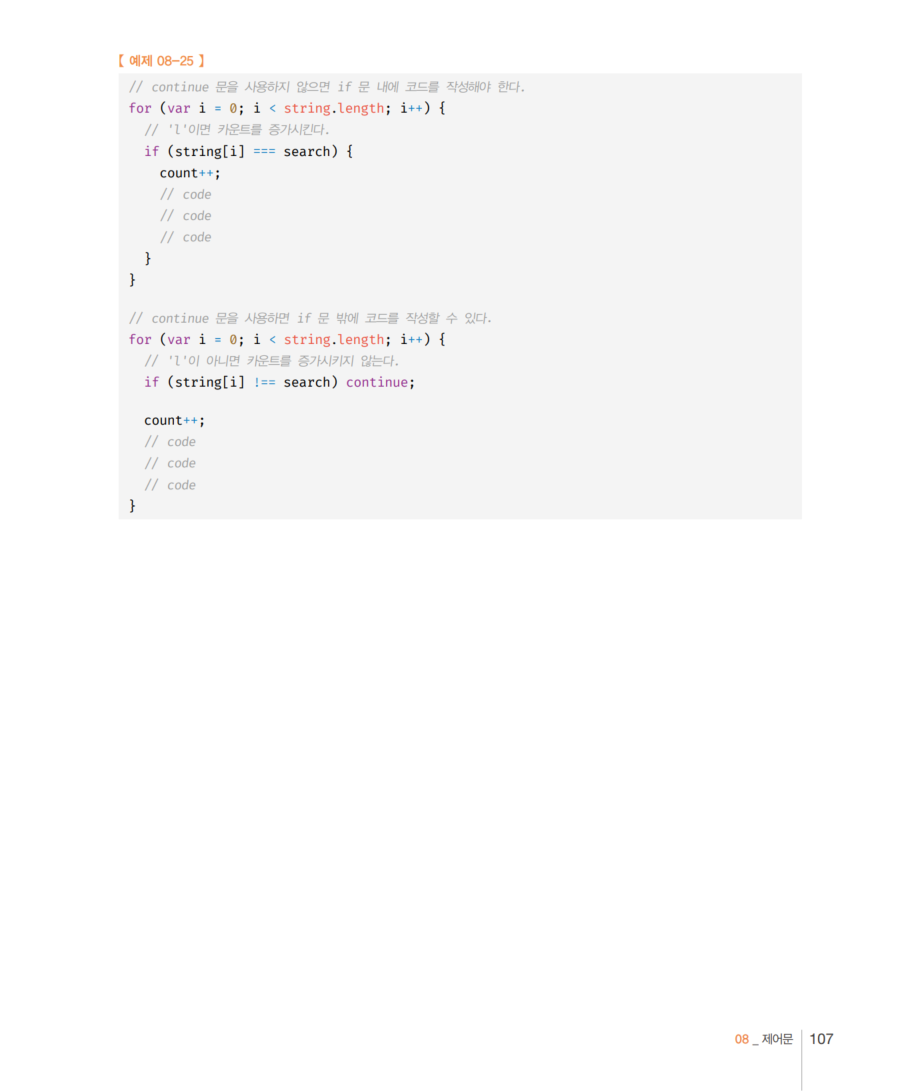 【 예제 08-25 】
// continue 문을 사용하지 않으면 if 문 내에 코드를 작성해야 한다.
for (var i = 0; i < string.length; i++) {
  // 'l'이면 카운트를 증가시킨다.
  if (string[i] === search) {
    count++;
    // code
    // code
    // code
  }
}
// continue 문을 사용하면 if 문 밖에 코드를 작성할 수 있다.
for (var i = 0; i < string.length; i++) {
  // 'l'이 아니면 카운트를 증가시키지 않는다.
  if (string[i] !== search) continue;
  count++;
  // code
  // code
  // code
}
08 _ 제어문 107